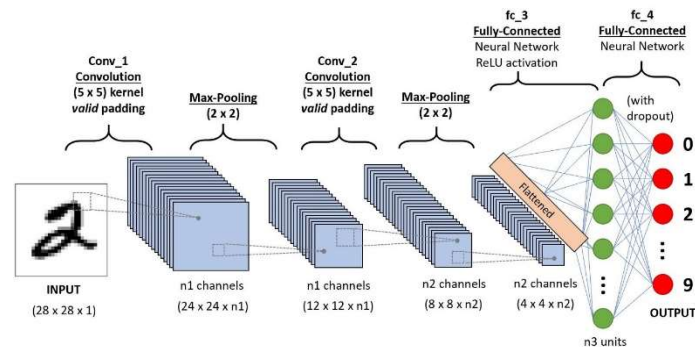 Conv_1
Convolution
(5 x 5) kernel
valid padding
Max-Pooling
(2 x 2)
Conv_2
Convolution
(5 x 5) kernel
valid padding
Max-Pooling
(2 x 2)
fc_3
Fully-Connected
Neural Network
ReLU activation
fc_4
Fully-Connected
Neural Network
(with
dropout)
2
INPUT
(28 x 28 x 1)
n1 channels
(24 x 24 x n1)
n1 channels
(12 x 12 x n1)
n2 channels
(8 x 8 x n2)
n2 channels
(4 x 4 x n2)
Flattened
n3 units
0
1
2
9
OUTPUT